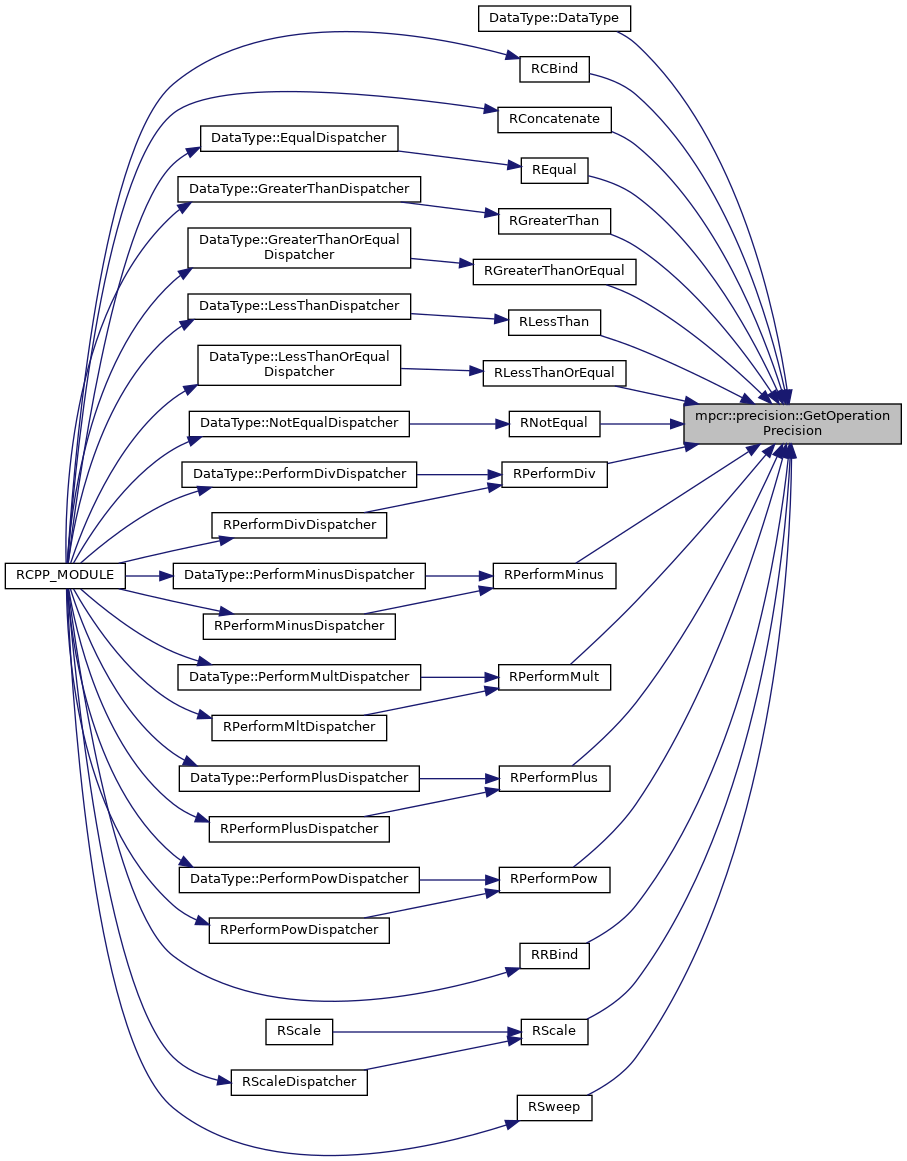 DataType::DataType
RCBind
RConcatenate
DataType::EqualDispatcher
REqual
DataType::GreaterThanDispatcher
RGreaterThan
DataType::GreaterThanOrEqual
Dispatcher
RGreaterThanOrEqual
DataType::LessThanDispatcher
RLessThan
DataType::LessThanOrEqual
Dispatcher
RLessThanOrEqual
mpcr::precision::GetOperation
Precision
DataType::NotEqualDispatcher
RNotEqual
DataType::PerformDivDispatcher
RPerformDiv
RPerformDivDispatcher
RCPP_MODULE
DataType::PerformMinusDispatcher
RPerformMinus
RPerformMinusDispatcher
DataType::PerformMultDispatcher
RPerformMult
RPerformMltDispatcher
DataType::PerformPlusDispatcher
RPerformPlus
RPerformPlusDispatcher
DataType::PerformPowDispatcher
RPerformPow
RPerformPowDispatcher
RRBind
RScale
RScale
RScaleDispatcher
RSweep